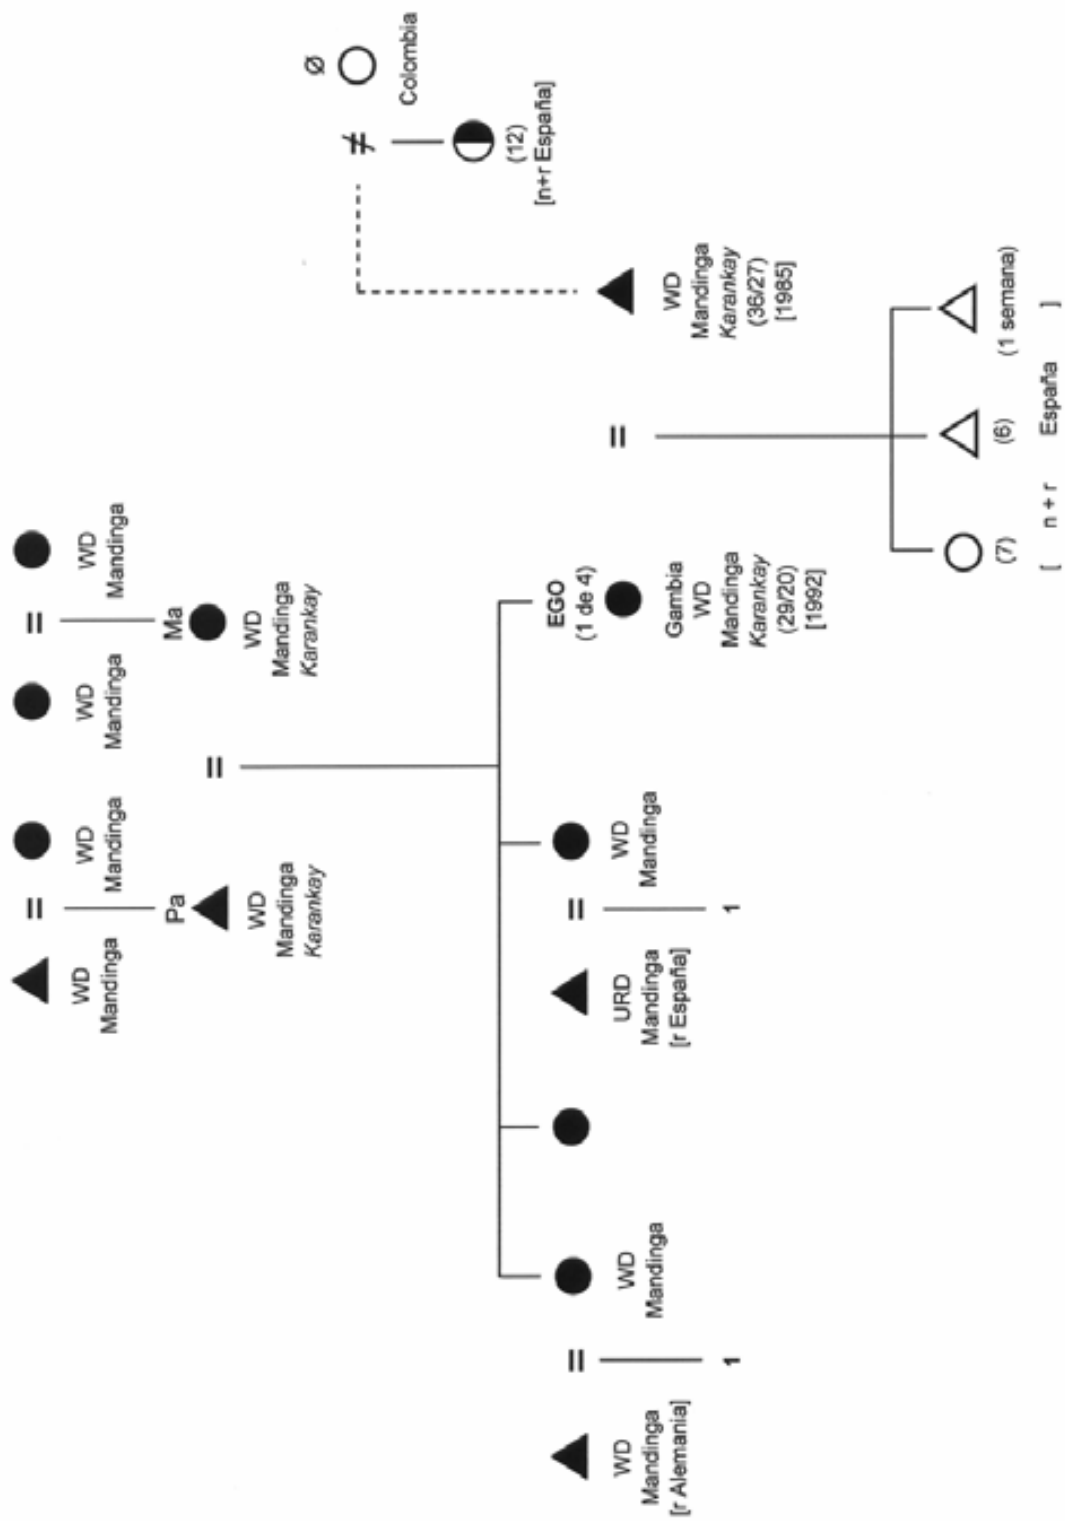 =
=
WD
Mandinga
WD
Mandinga
WD
Mandinga
WD
Mandinga
Pa
WD
Mandinga
Karankay
=
Ma
WD
Mandinga
Karankay
≠
Ø
Colombia
(12)
[n+r España]
=
WD
Mandinga
[r Alemania]
WD
Mandinga
1
=
URD
Mandinga
[r España]
WD
Mandinga
1
EGO
(1 de 4)
Gambia
WD
Mandinga
Karankay
(29/20)
[1992]
=
WD
Mandinga
Karankay
(36/27)
[1985]
(7)
(6)
(1 semana)
[ n + r España ]